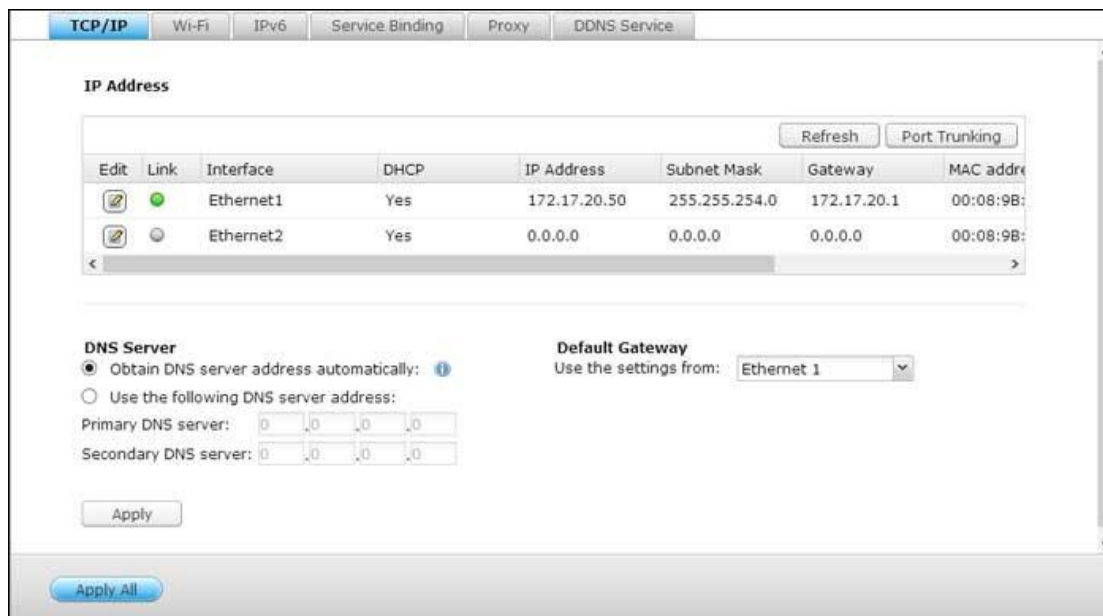 TCP/IP Wi-Fi IPv6 Service Binding Proxy DDNS Service
IP Address
Refresh Port Trunking
Edit Link Interface DHCP IP Address Subnet Mask Gateway MAC addre
Ethernet1 Yes 172.17.20.50 255.255.254.0 172.17.20.1 00:08:9B:
Ethernet2 Yes 0.0.0.0 0.0.0.0 0.0.0.0 00:08:9B:
DNS Server
Obtain DNS server address automatically:
Use the following DNS server address:
Primary DNS server: 0 .0 .0 .0
Secondary DNS server: 0 .0 .0 .0
Default Gateway
Use the settings from: Ethernet 1
Apply
Apply All